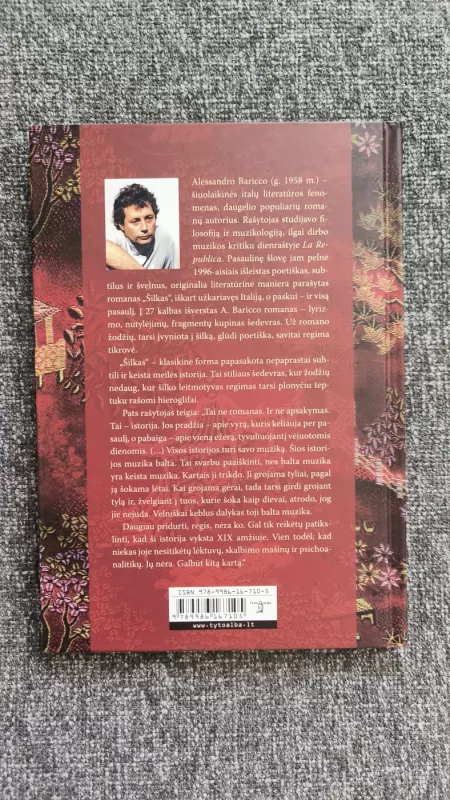 Alessandro Baricco (g. 1958 m.) –
šiuolaikinės italų literatūros feno-
menas, daugelio populiarių roma-
nų autorius. Rašytojas studijavo fi-
losofiją ir muzikologiją, ilgai dirbo
muzikos kritiku dienraštyje La Re-
publica. Pasaulinę šlovę jam pelnė
1996-aisiais išleistas poetiškas, sub-
tilus ir švelnus, originalia literatūrine maniera parašytas
romanas „Šilkas“, iškart užkariavęs Italiją, o paskui – ir visą
pasaulį. Į 27 kalbas išverstas A. Baricco romanas – lyriz-
mo, nutylėjimų, fragmentų kupinas šedevras. Už romano
žodžių, tarsi įvyniota į šilką, glūdi poetiška, savitai regima
tikrovė.
„Šilkas“ – klasikine forma papasakota nepaprastai sub-
tili ir keista meilės istorija. Tai stiliaus šedevras, kur žodžių
nedaug, kur šilko leitmotyvas regimas tarsi plonyčiu tep-
tuku rašomi hieroglifai.
Pats rašytojas teigia: „Tai ne romanas. Ir ne apsakymas.
Tai – istorija. Jos pradžia – apie vyrą, kuris keliauja per pa-
saulį, o pabaiga – apie vieną ežerą, tyvuliuojantį vėjuotomis
dienomis. (...) Visos istorijos turi savo muziką. Šios istori-
jos muzika balta. Tai svarbu paaiškinti, nes balta muzika
yra keista muzika. Kartais ji trikdo. Ji grojama tyliai, pagal
ją šokama lėtai. Kai grojama gerai, tada tarsi girdi grojant
tylą ir, žvelgiant į tuos, kurie šoka kaip dievai, atrodo, jog
jie nejuda. Velniškai keblus dalykas toji balta muzika.
Daugiau pridurti, regis, nėra ko. Gal tik reikėtų patiks-
linti, kad ši istorija vyksta XIX amžiuje. Vien todėl, kad
niekas joje nesitikėtų lėktuvų, skalbimo mašinų ir psichoa-
nalitikų. Jų nėra. Galbūt kitą kartą.“
ISBN 978-9986-16-710-5
9789986167105
www.tytoalba.lt